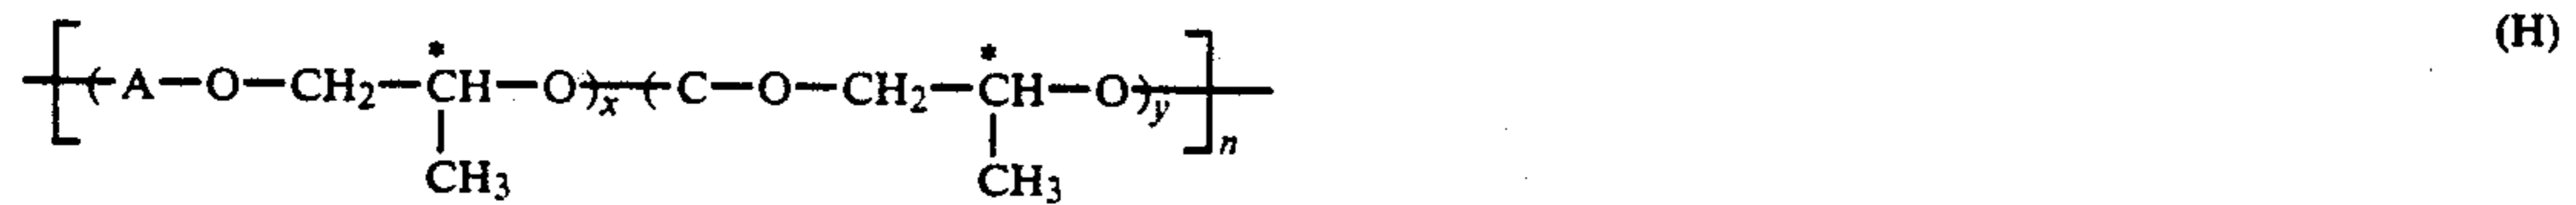 (H)
* *
[(A-O-CH₂-CH-O)x(C-O-CH₂-CH-O)y]n
CH₃ CH₃